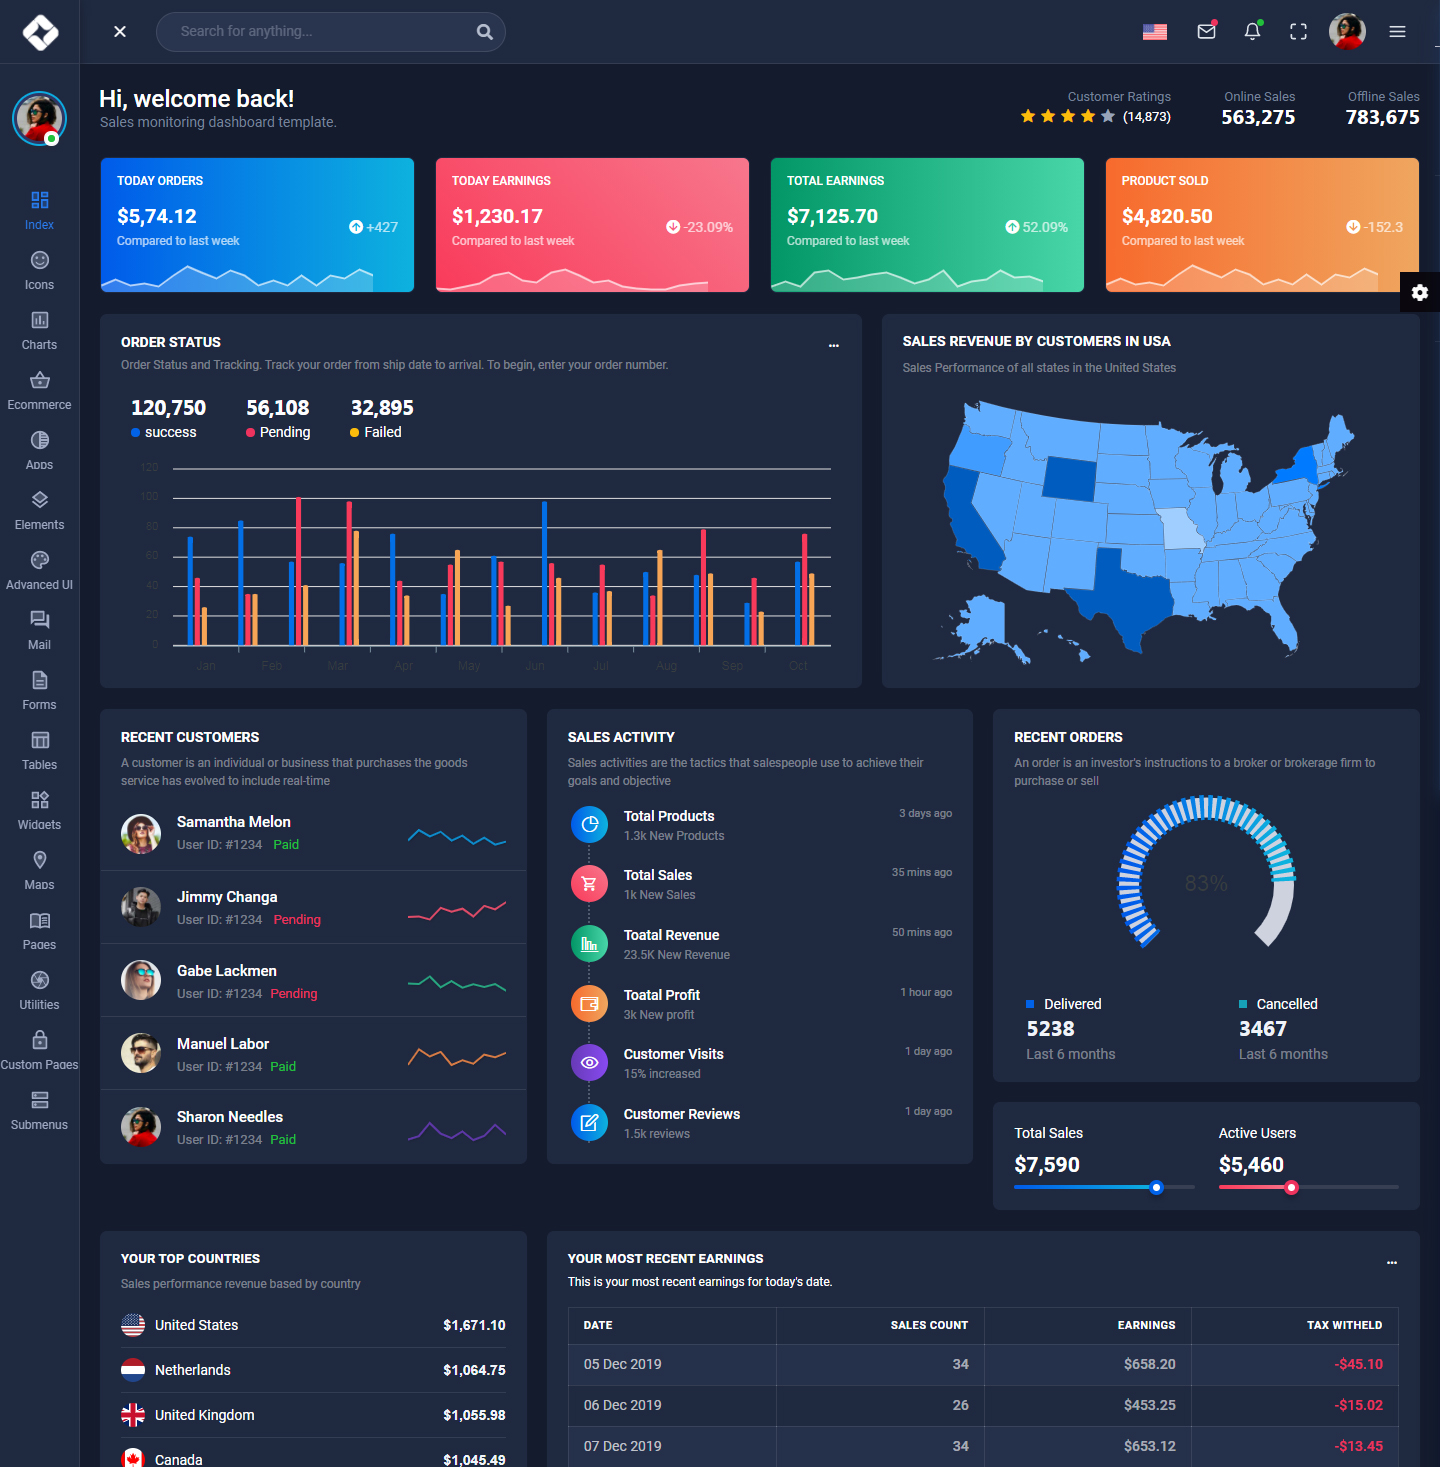 Search for anything...
Hi, welcome back!
Sales monitoring dashboard template.
Customer Ratings
(14,873)
Online Sales
563,275
Offline Sales
783,675
Index
Icons
Charts
Ecommerce
Apps
Elements
Advanced UI
Mail
Forms
Tables
Widgets
Maps
Pages
Utilities
Custom Pages
Submenus
TODAY ORDERS
$5,74.12
Compared to last week
+427
TODAY EARNINGS
$1,230.17
Compared to last week
-23.09%
TOTAL EARNINGS
$7,125.70
Compared to last week
52.09%
PRODUCT SOLD
$4,820.50
Compared to last week
-152.3
ORDER STATUS
...
Order Status and Tracking. Track your order from ship date to arrival. To begin, enter your order number.
120,750
success
56,108
Pending
32,895
Failed
120
100
80
60
40
20
0
Jan Feb Mar Apr May Jun Jul Aug Sep Oct
SALES REVENUE BY CUSTOMERS IN USA
Sales Performance of all states in the United States
RECENT CUSTOMERS
A customer is an individual or business that purchases the goods
service has evolved to include real-time
Samantha Melon
User ID: #1234 Paid
Jimmy Changa
User ID: #1234 Pending
Gabe Lackmen
User ID: #1234 Pending
Manuel Labor
User ID: #1234 Paid
Sharon Needles
User ID: #1234 Paid
SALES ACTIVITY
Sales activities are the tactics that salespeople use to achieve their
goals and objective
Total Products 3 days ago
1.3k New Products
Total Sales 35 mins ago
1k New Sales
Toatal Revenue 50 mins ago
23.5K New Revenue
Toatal Profit 1 hour ago
3k New profit
Customer Visits 1 day ago
15% increased
Customer Reviews 1 day ago
1.5k reviews
RECENT ORDERS
An order is an investor's instructions to a broker or brokerage firm to
purchase or sell
83%
Delivered
5238
Last 6 months
Cancelled
3467
Last 6 months
Total Sales
$7,590
Active Users
$5,460
YOUR TOP COUNTRIES
Sales performance revenue based by country
United States $1,671.10
Netherlands $1,064.75
United Kingdom $1,055.98
Canada $1,045.49
YOUR MOST RECENT EARNINGS
...
This is your most recent earnings for today's date.
DATE SALES COUNT EARNINGS TAX WITHELD
05 Dec 2019 34 $658.20 -$45.10
06 Dec 2019 26 $453.25 -$15.02
07 Dec 2019 34 $653.12 -$13.45